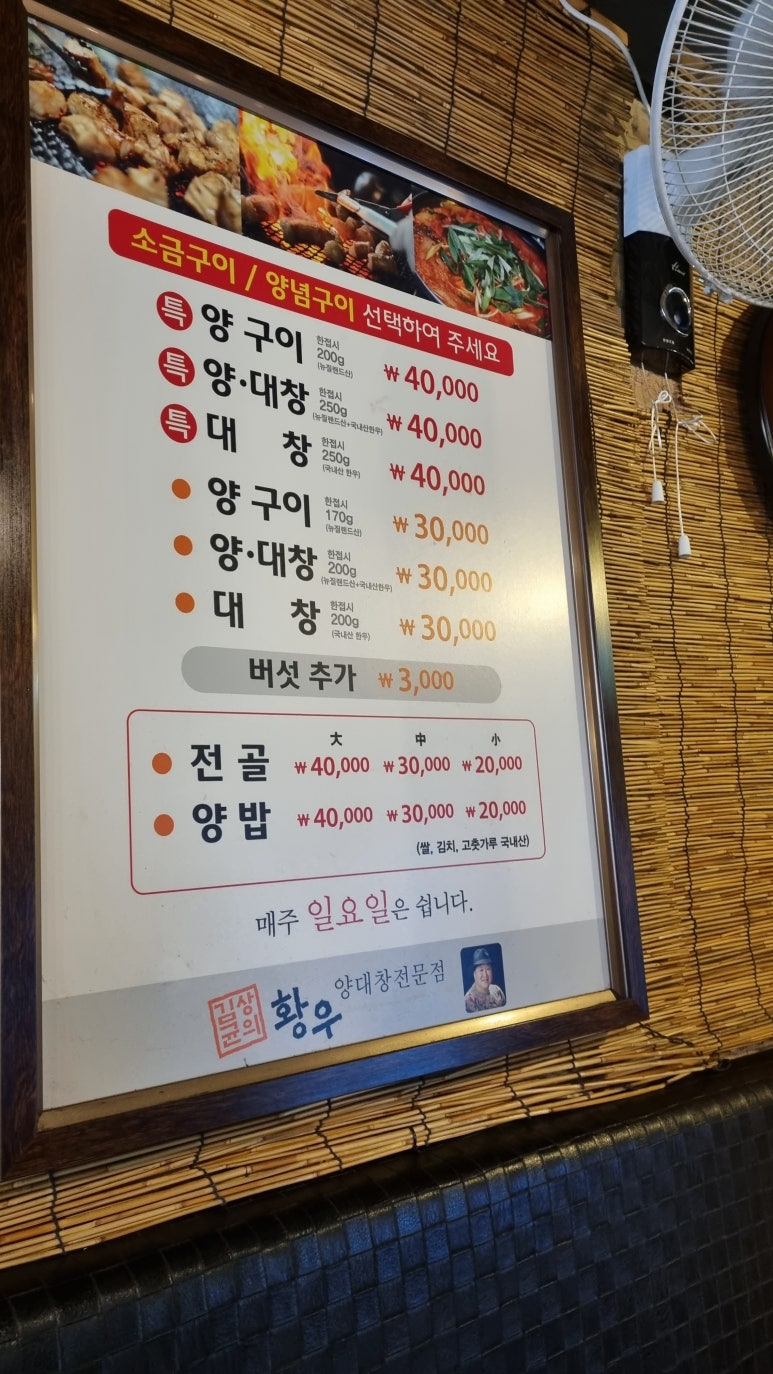 소금구이 / 양념구이 선택하여 주세요
특 양 구이 한접시 200g (뉴질랜드산) ₩40,000
특 양·대창 한접시 250g (뉴질랜드산+국내산한우) ₩40,000
특 대 창 한접시 250g (국내산 한우) ₩40,000
양 구이 한접시 170g (뉴질랜드산) ₩30,000
양·대창 한접시 200g (뉴질랜드산+국내산한우) ₩30,000
대 창 한접시 200g (국내산 한우) ₩30,000
버섯 추가 ₩3,000
大 中 小
전 골 ₩40,000 ₩30,000 ₩20,000
양 밥 ₩40,000 ₩30,000 ₩20,000
(쌀, 김치, 고춧가루 국내산)
매주 일요일은 쉽니다.
김상균의 황우 양대창전문점